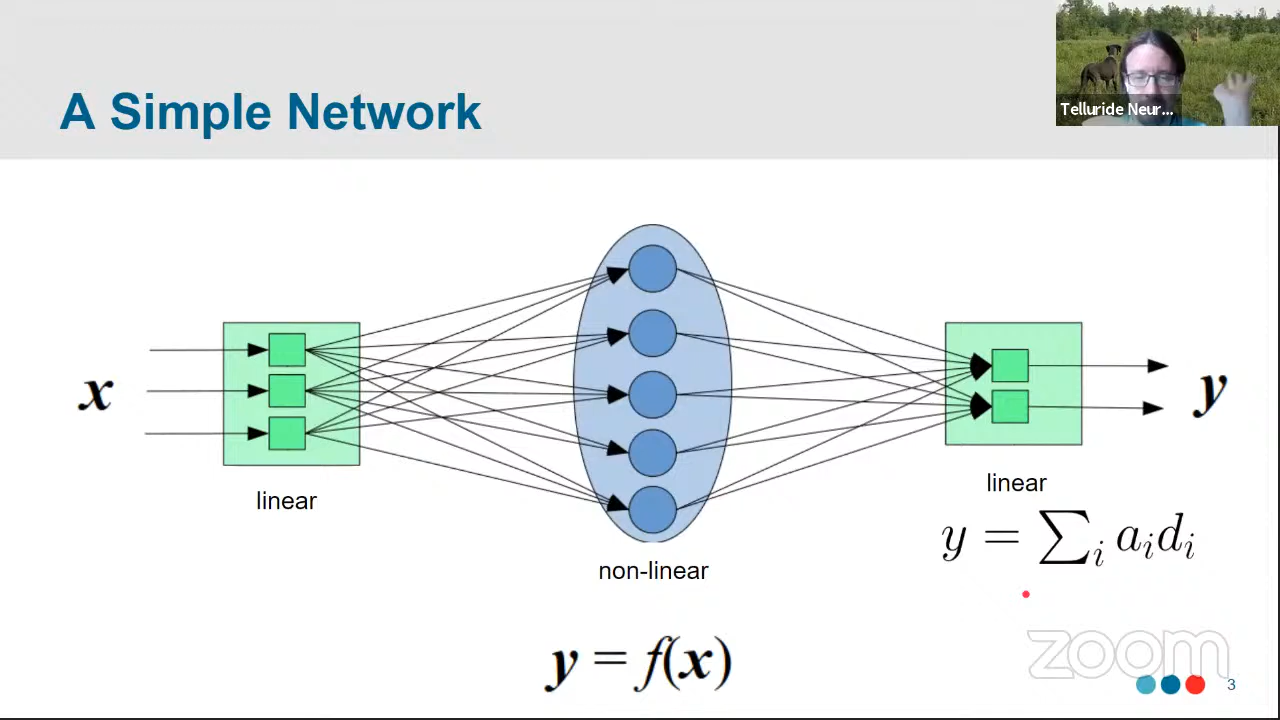 A Simple Network
Telluride Neur...
x
y
linear
non-linear
linear
y = ∑ᵢ aᵢdᵢ
y = f(x)
zoom
3